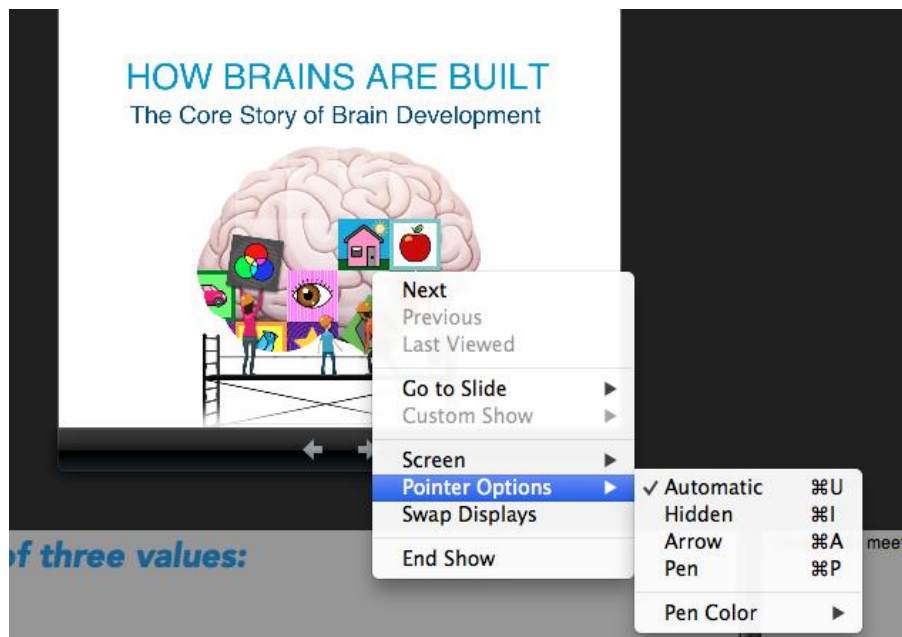 HOW BRAINS ARE BUILT
The Core Story of Brain Development
Next
Previous
Last Viewed
Go to Slide
Custom Show
Screen
Pointer Options
Swap Displays
End Show
✓ Automatic ⌘U
Hidden ⌘I
Arrow ⌘A
Pen ⌘P
Pen Color
of three values: